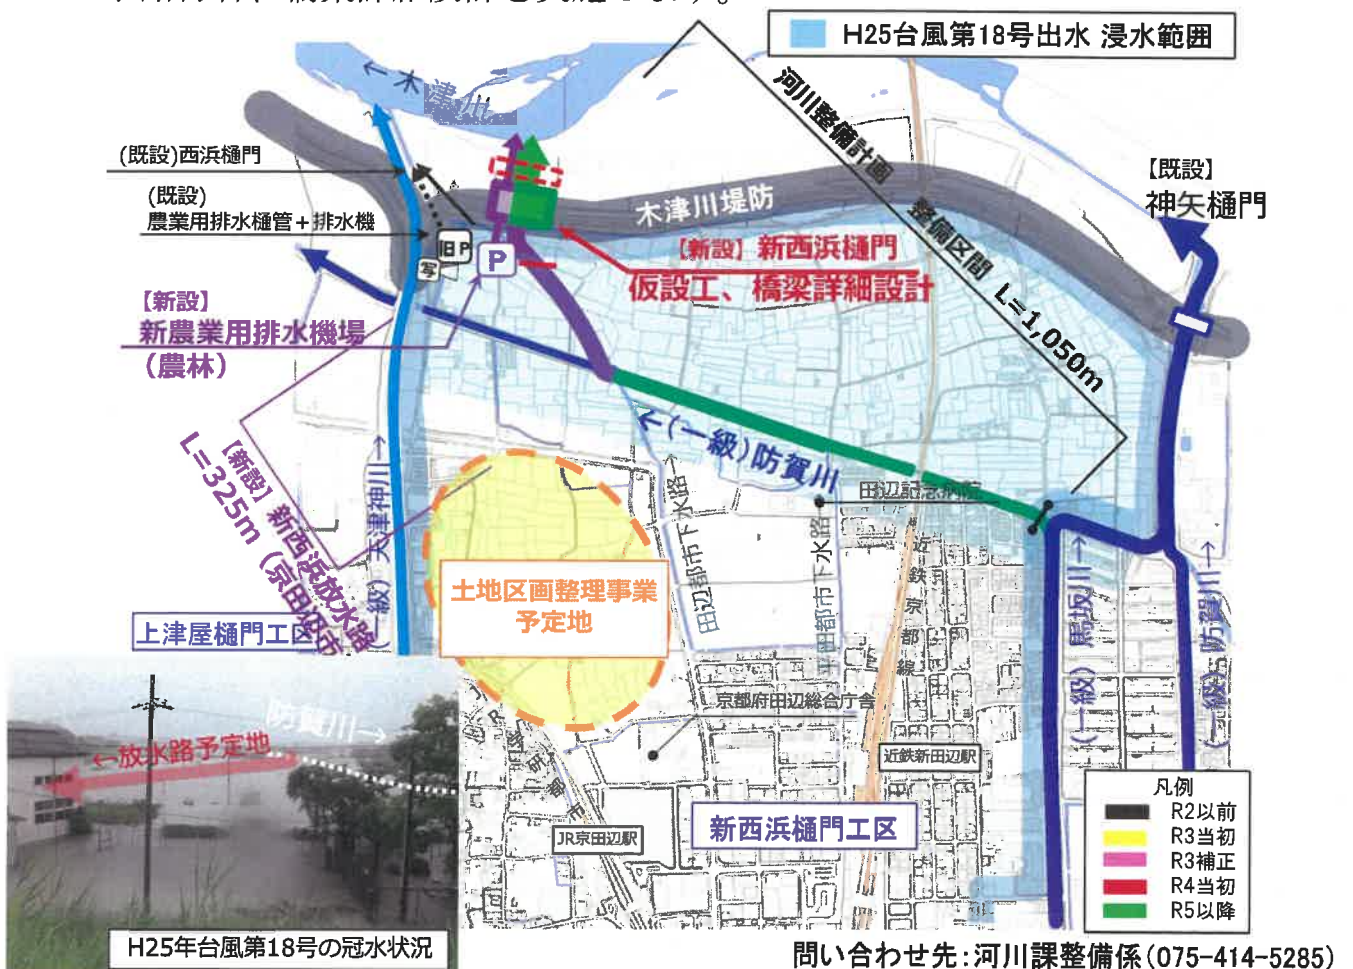 H25台風第18号出水 浸水範囲
←木津川
河川整備計画 整備区間 L=1,050m
(既設)西浜樋門
(既設)
農業用排水樋管+排水機
【既設】
神矢樋門
木津川堤防
旧P
写
P
【新設】新西浜樋門
仮設工、橋梁詳細設計
【新設】
新農業用排水機場
(農林)
←(一級)防賀川
【新設】新西浜放水路
L=325m(京田辺市
(一級)天津神川→
田辺都市下水路→
田辺記念病院
平田都市下水路
近鉄京都線
土地区画整理事業
予定地
上津屋樋門工区
(一級)馬坂川→
(一級)防賀川→
京都府田辺総合庁舎
防賀川→
←放水路予定地
近鉄新田辺駅
JR京田辺駅
新西浜樋門工区
凡例
R2以前
R3当初
R3補正
R4当初
R5以降
H25年台風第18号の冠水状況
問い合わせ先:河川課整備係(075-414-5285)